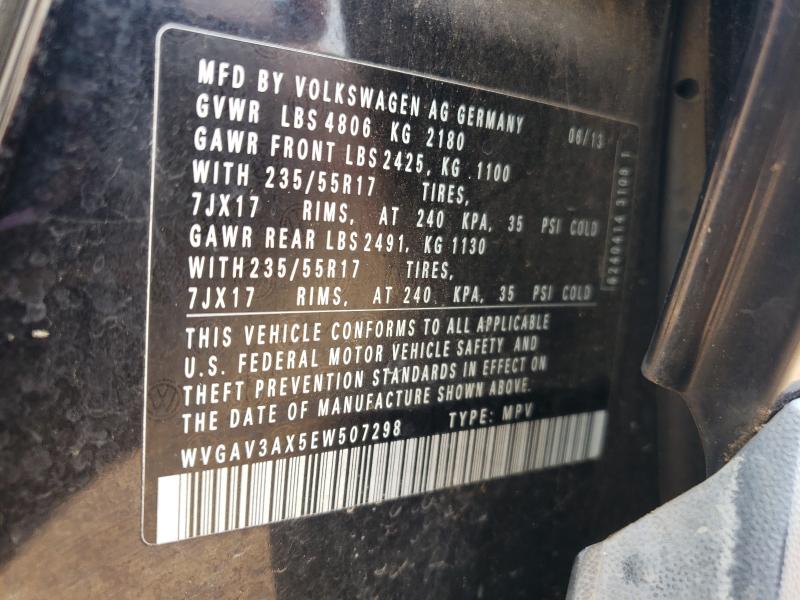 MFD BY VOLKSWAGEN AG GERMANY 06/13
GVWR LBS 4806 KG 2180
GAWR FRONT LBS 2425, KG 1100
WITH 235/55R17 TIRES,
7JX17 RIMS, AT 240 KPA, 35 PSI COLD
GAWR REAR LBS 2491, KG 1130
WITH 235/55R17 TIRES,
7JX17 RIMS, AT 240 KPA, 35 PSI COLD
THIS VEHICLE CONFORMS TO ALL APPLICABLE
U.S. FEDERAL MOTOR VEHICLE SAFETY AND
THEFT PREVENTION STANDARDS IN EFFECT ON
THE DATE OF MANUFACTURE SHOWN ABOVE.
WVGAV3AX5EW507298 TYPE: MPV